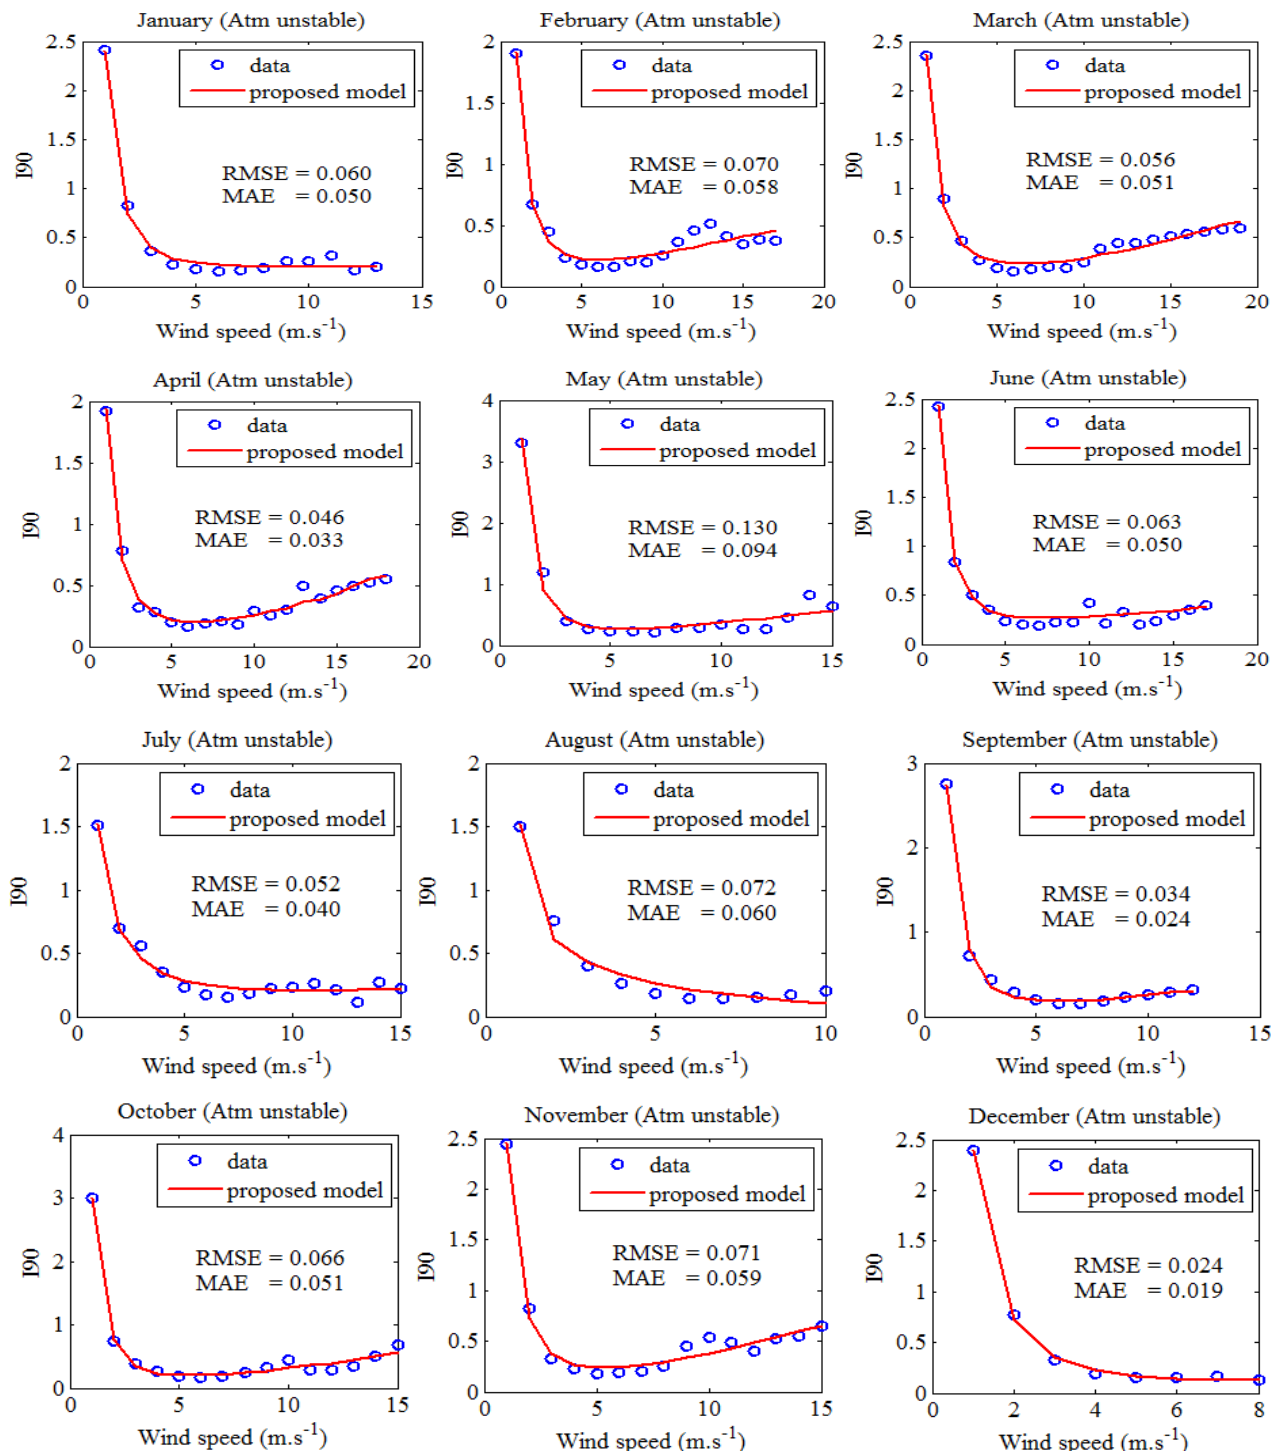 January (Atm unstable)
2.5
2
1.5
1
0.5
0
I90
data
proposed model
RMSE = 0.060
MAE = 0.050
0 5 10 15
Wind speed (m.s⁻¹)
February (Atm unstable)
2
1.5
1
0.5
0
I90
data
proposed model
RMSE = 0.070
MAE = 0.058
0 5 10 15 20
Wind speed (m.s⁻¹)
March (Atm unstable)
2.5
2
1.5
1
0.5
0
I90
data
proposed model
RMSE = 0.056
MAE = 0.051
0 5 10 15 20
Wind speed (m.s⁻¹)
April (Atm unstable)
2
1.5
1
0.5
0
I90
data
proposed model
RMSE = 0.046
MAE = 0.033
0 5 10 15 20
Wind speed (m.s⁻¹)
May (Atm unstable)
4
3
2
1
0
I90
data
proposed model
RMSE = 0.130
MAE = 0.094
0 5 10 15
Wind speed (m.s⁻¹)
June (Atm unstable)
2.5
2
1.5
1
0.5
0
I90
data
proposed model
RMSE = 0.063
MAE = 0.050
0 5 10 15 20
Wind speed (m.s⁻¹)
July (Atm unstable)
2
1.5
1
0.5
0
I90
data
proposed model
RMSE = 0.052
MAE = 0.040
0 5 10 15
Wind speed (m.s⁻¹)
August (Atm unstable)
2
1.5
1
0.5
0
I90
data
proposed model
RMSE = 0.072
MAE = 0.060
0 5 10
Wind speed (m.s⁻¹)
September (Atm unstable)
3
2
1
0
I90
data
proposed model
RMSE = 0.034
MAE = 0.024
0 5 10 15
Wind speed (m.s⁻¹)
October (Atm unstable)
4
3
2
1
0
I90
data
proposed model
RMSE = 0.066
MAE = 0.051
0 5 10 15
Wind speed (m.s⁻¹)
November (Atm unstable)
2.5
2
1.5
1
0.5
0
I90
data
proposed model
RMSE = 0.071
MAE = 0.059
0 5 10 15
Wind speed (m.s⁻¹)
December (Atm unstable)
2.5
2
1.5
1
0.5
0
I90
data
proposed model
RMSE = 0.024
MAE = 0.019
0 2 4 6 8
Wind speed (m.s⁻¹)